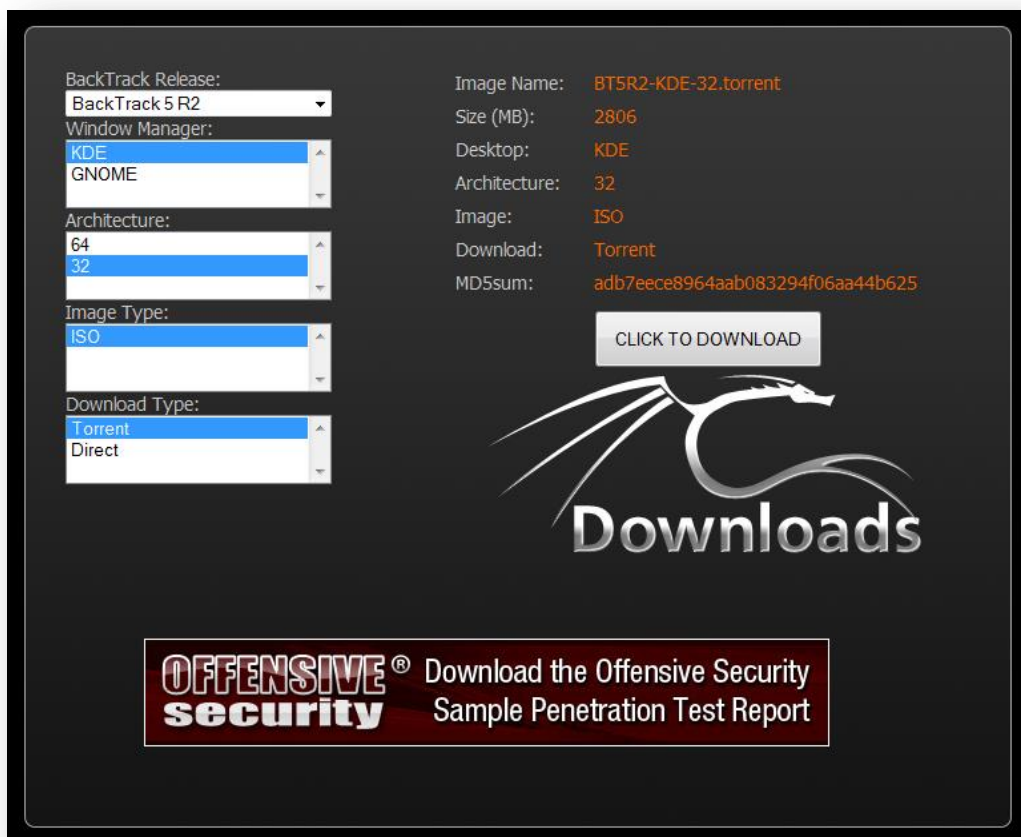 BackTrack Release:
BackTrack 5 R2
Window Manager:
KDE
GNOME
Architecture:
64
32
Image Type:
ISO
Download Type:
Torrent
Direct
Image Name: BT5R2-KDE-32.torrent
Size (MB): 2806
Desktop: KDE
Architecture: 32
Image: ISO
Download: Torrent
MD5sum: adb7eece8964aab083294f06aa44b625
CLICK TO DOWNLOAD
Downloads
OFFENSIVE®
security
Download the Offensive Security
Sample Penetration Test Report